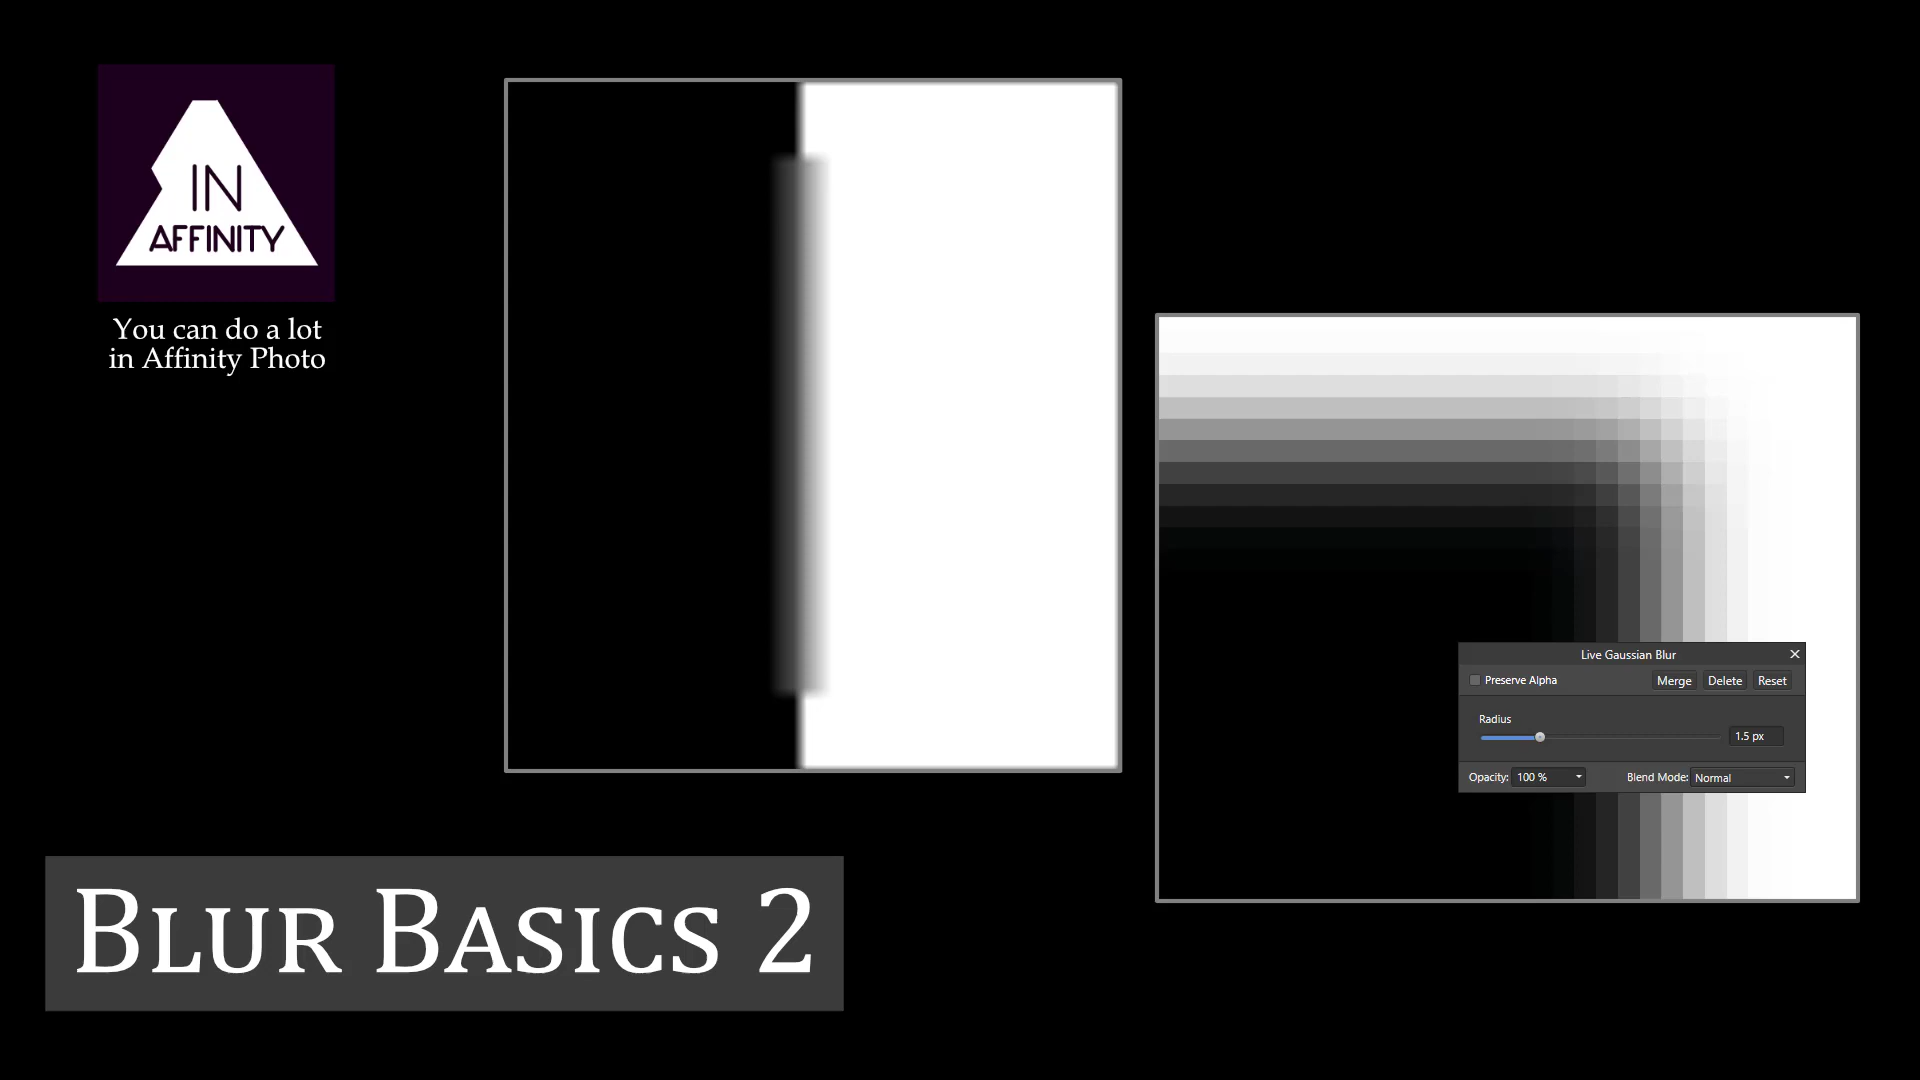 IN
AFFINITY
You can do a lot
in Affinity Photo
Live Gaussian Blur
Preserve Alpha Merge Delete Reset
Radius
1.5 px
Opacity: 100 % Blend Mode: Normal
BLUR BASICS 2